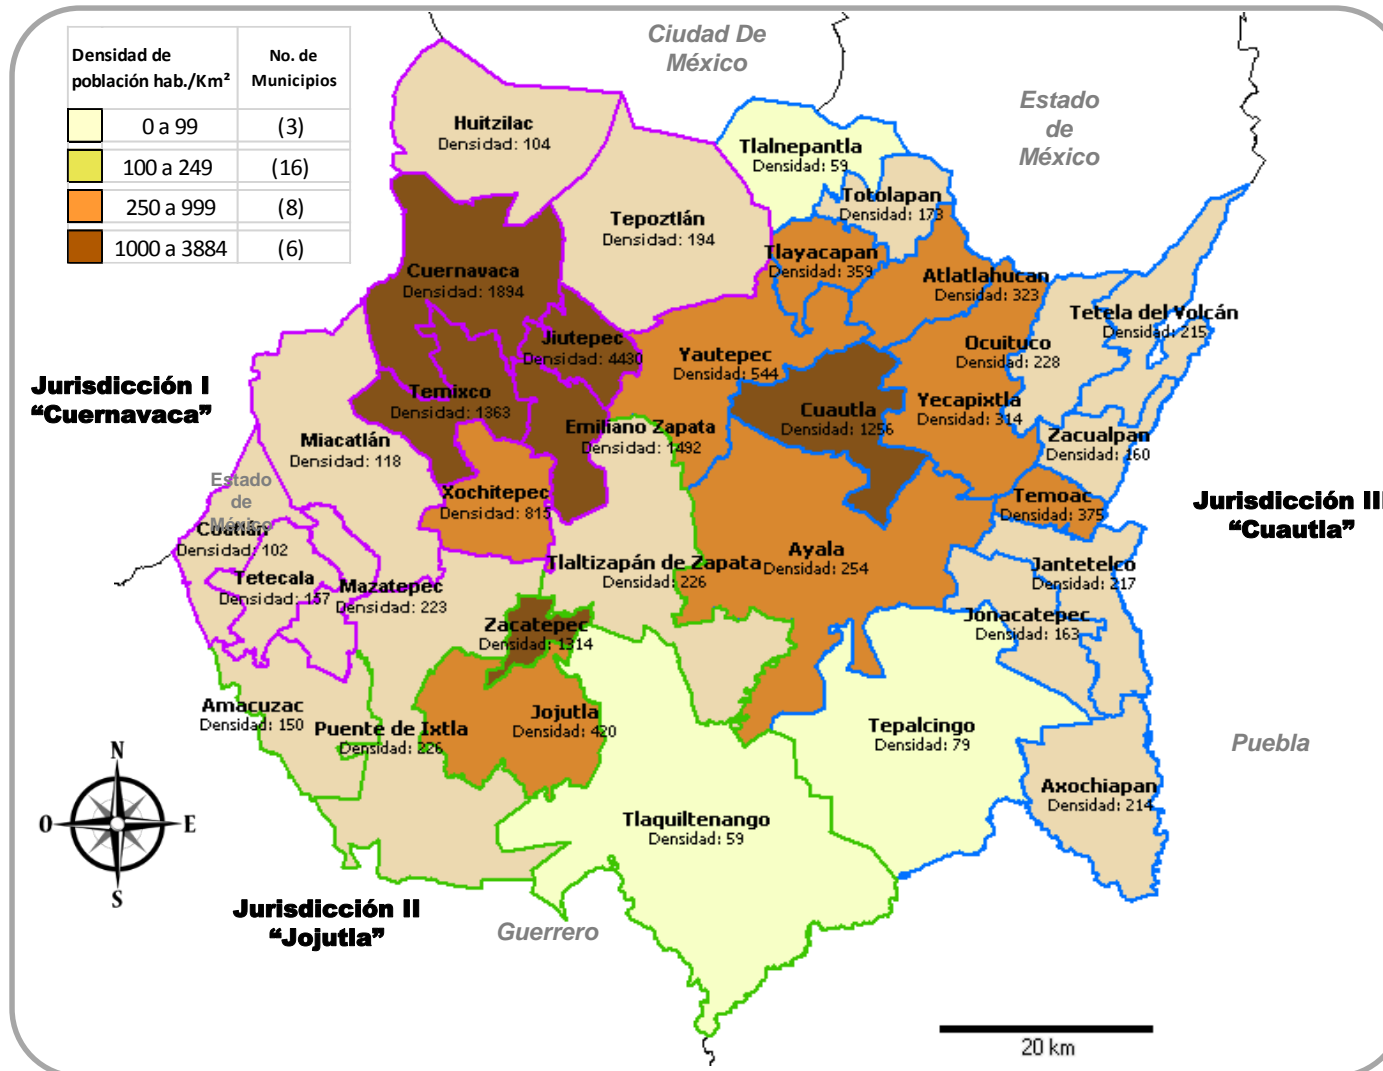 Densidad de
población hab./Km²
No. de
Municipios
0 a 99
(3)
100 a 249
(16)
250 a 999
(8)
1000 a 3884
(6)
Ciudad De
México
Estado
de
México
Huitzilac
Densidad: 104
Tlalnepantla
Densidad: 59
Totolapan
Densidad: 173
Tepoztlán
Densidad: 194
Tlayacapan
Densidad: 359
Cuernavaca
Densidad: 1894
Atlatlahucan
Densidad: 323
Tetela del Volcán
Densidad: 215
Jiutepec
Densidad: 4430
Yautepec
Densidad: 544
Ocuituco
Densidad: 228
Jurisdicción I
“Cuernavaca”
Temixco
Densidad: 1363
Cuautla
Densidad: 1256
Yecapixtla
Densidad: 314
Emiliano Zapata
Densidad: 1492
Miacatlán
Densidad: 118
Zacualpan
Densidad: 160
Estado
de
México
Xochitepec
Densidad: 815
Temoac
Densidad: 375
Jurisdicción III
“Cuautla”
Coatlán
Densidad: 102
Tlaltizapán de Zapata
Densidad: 226
Ayala
Densidad: 254
Jantetelco
Densidad: 217
Tetecala
Densidad: 157
Mazatepec
Densidad: 223
Jonacatepec
Densidad: 163
Zacatepec
Densidad: 1314
Amacuzac
Densidad: 150
Puente de Ixtla
Densidad: 226
Jojutla
Densidad: 420
Tepalcingo
Densidad: 79
Puebla
Axochiapan
Densidad: 214
N
O
E
S
Tlaquiltenango
Densidad: 59
Jurisdicción II
“Jojutla”
Guerrero
20 km